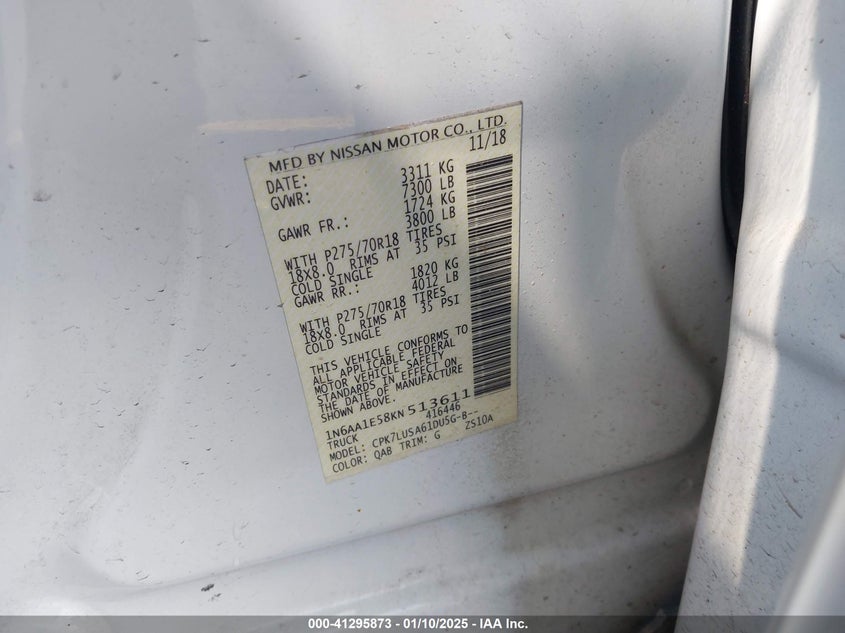 MFD BY NISSAN MOTOR CO., LTD.
DATE: 11/18
GVWR: 3311 KG
7300 LB
GAWR FR.: 1724 KG
3800 LB
WITH P275/70R18 TIRES
18X8.0 RIMS AT 35 PSI
COLD SINGLE
GAWR RR.: 1820 KG
4012 LB
WITH P275/70R18 TIRES
18X8.0 RIMS AT 35 PSI
COLD SINGLE
THIS VEHICLE CONFORMS TO
ALL APPLICABLE FEDERAL
MOTOR VEHICLE SAFETY
STANDARDS IN EFFECT ON
THE DATE OF MANUFACTURE
SHOWN ABOVE.
1N6AA1E58KN513611
TRUCK 416446
MODEL: CPK7LUSA61DU5G-B--
COLOR: QAB TRIM: G ZS10A
000-41295873 - 01/10/2025 - IAA Inc.